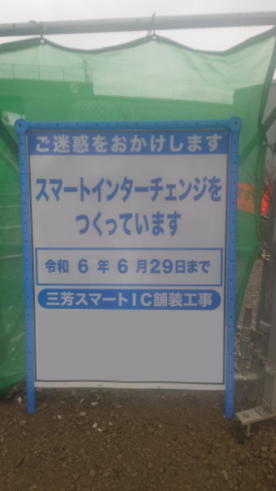 ご迷惑をおかけします
スマートインターチェンジを
つくっています
令和 6 年 6 月 29日まで
三芳スマートIC舗装工事